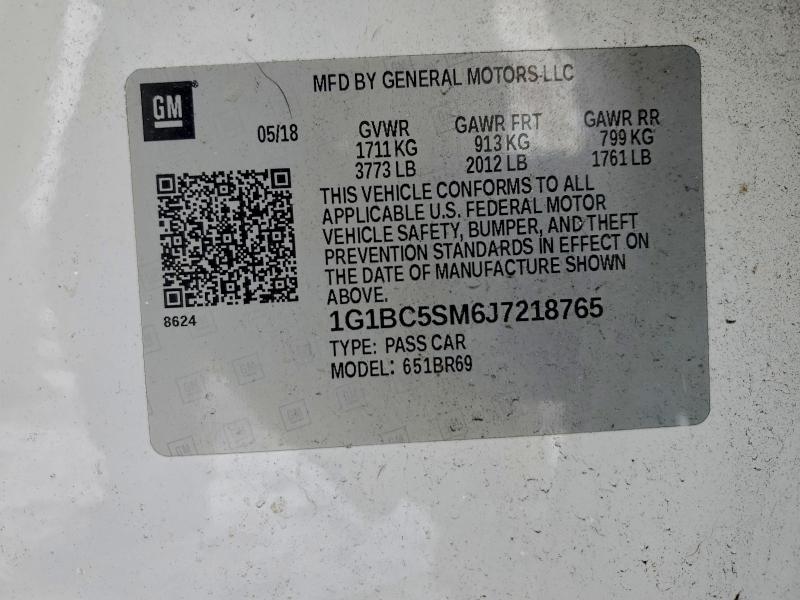 GM
MFD BY GENERAL MOTORS LLC
05/18
GVWR GAWR FRT GAWR RR
1711 KG 913 KG 799 KG
3773 LB 2012 LB 1761 LB
THIS VEHICLE CONFORMS TO ALL
APPLICABLE U.S. FEDERAL MOTOR
VEHICLE SAFETY, BUMPER, AND THEFT
PREVENTION STANDARDS IN EFFECT ON
THE DATE OF MANUFACTURE SHOWN
ABOVE.
8624
1G1BC5SM6J7218765
TYPE: PASS CAR
MODEL: 651BR69